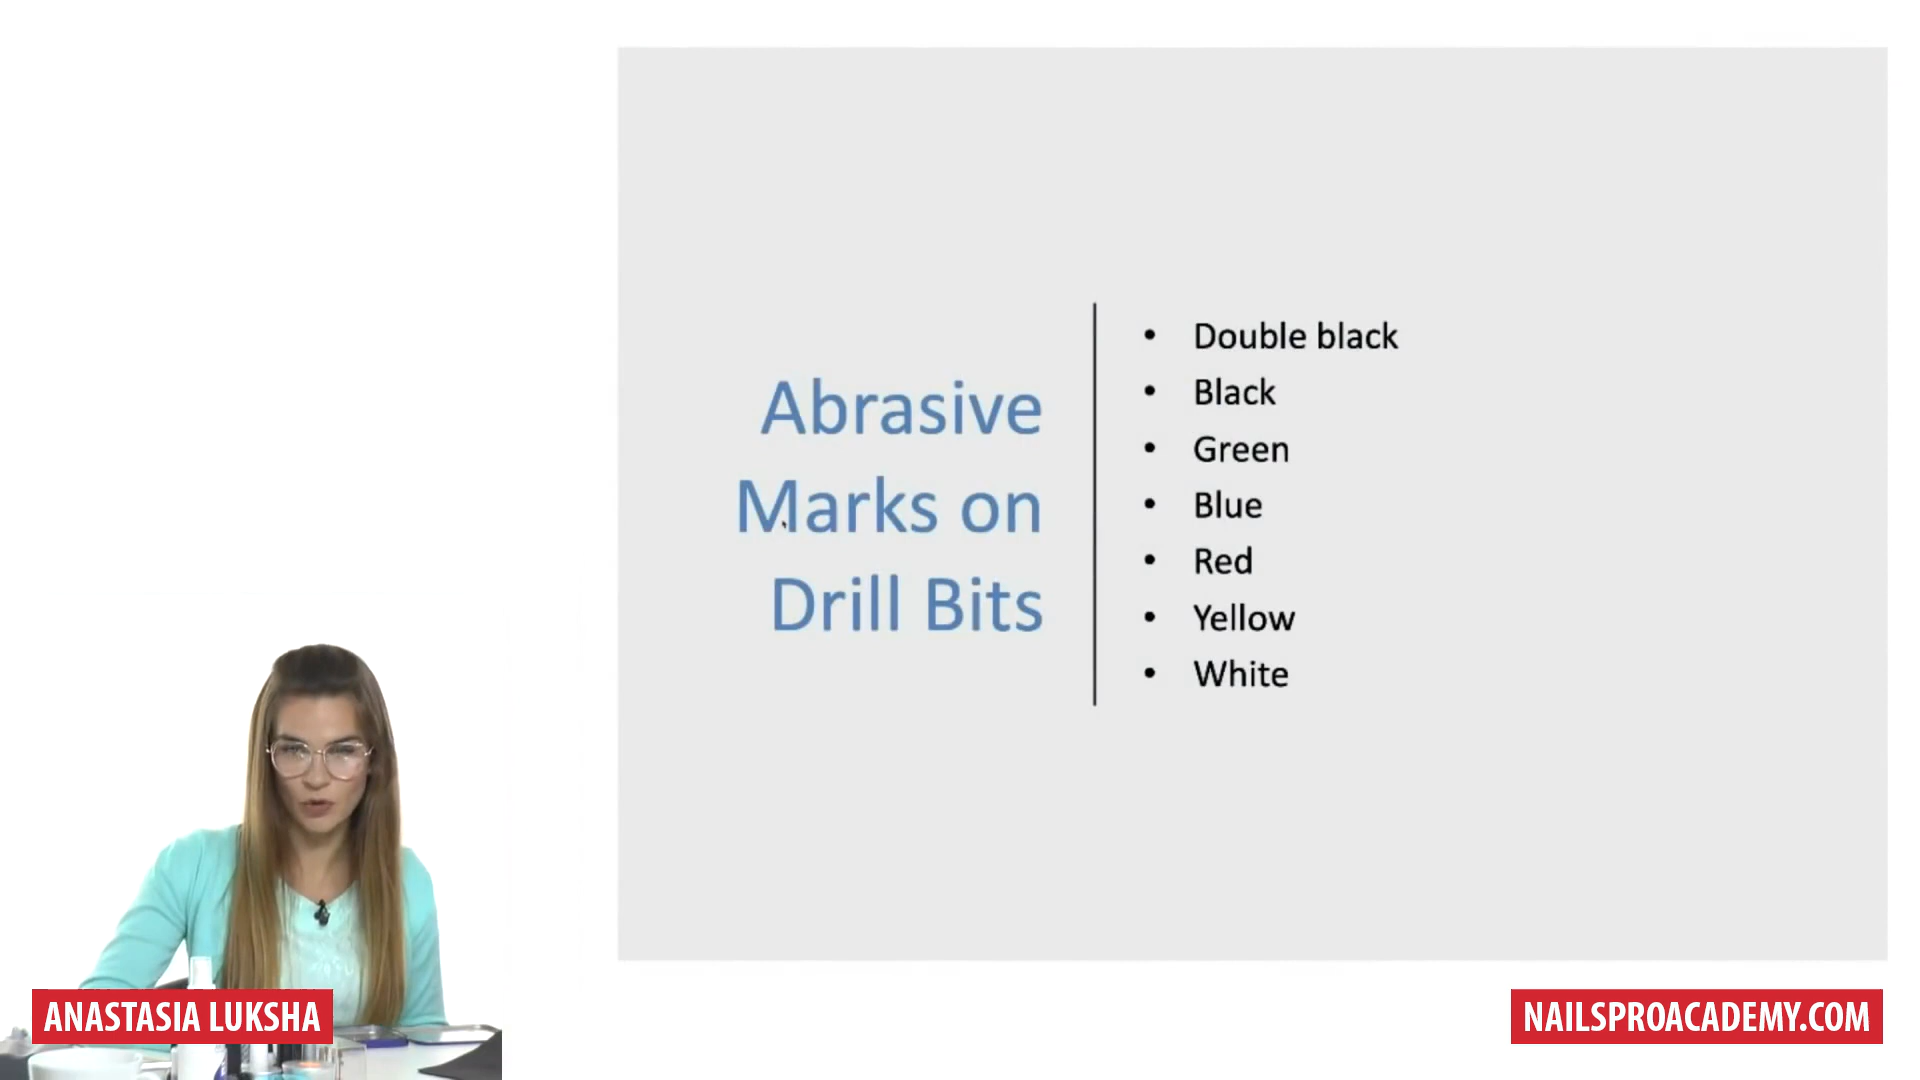 Abrasive
Marks on
Drill Bits
• Double black
• Black
• Green
• Blue
• Red
• Yellow
• White
ANASTASIA LUKSHA
NAILSPROACADEMY.COM